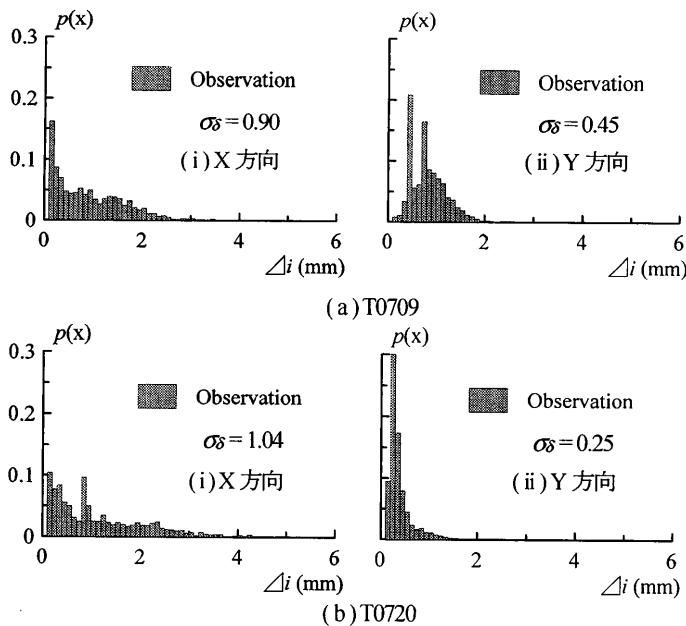 p(x)
0.3
0.2
0.1
0
Observation
σδ=0.90
(i)X 方向
0 2 4 6
⊿i (mm)
p(x)
Observation
σδ=0.45
(ii)Y 方向
0 2 4 6
⊿i (mm)
(a)T0709
p(x)
0.3
0.2
0.1
0
Observation
σδ=1.04
(i)X 方向
0 2 4 6
⊿i (mm)
p(x)
Observation
σδ=0.25
(ii)Y 方向
0 2 4 6
⊿i (mm)
(b)T0720